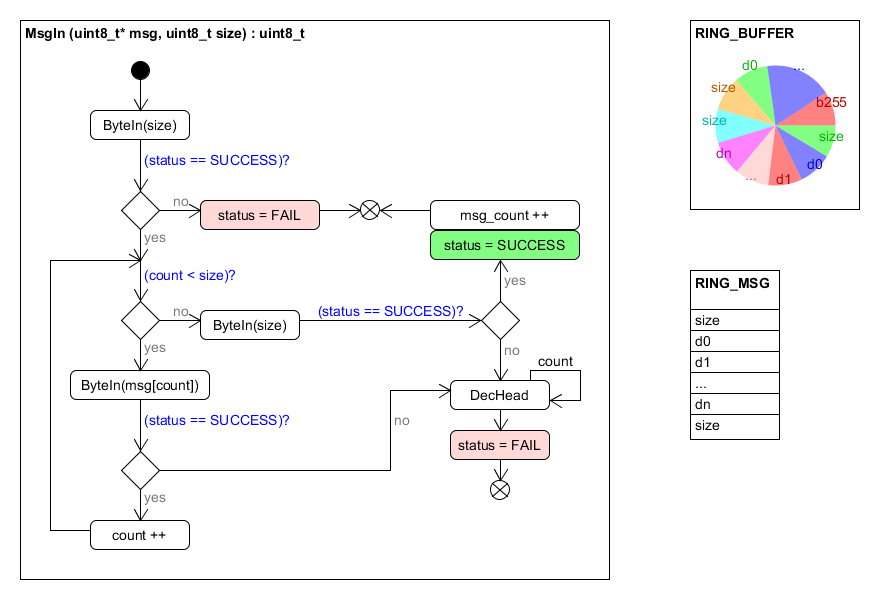 MsgIn (uint8_t* msg, uint8_t size) : uint8_t
ByteIn(size)
(status == SUCCESS)?
no
status = FAIL
msg_count ++
status = SUCCESS
yes
(count < size)?
yes
no
ByteIn(size)
(status == SUCCESS)?
yes
no
count
ByteIn(msg[count])
DecHead
(status == SUCCESS)?
no
status = FAIL
yes
count ++
RING_BUFFER
d0
...
size
b255
size
size
dn
d0
...
d1
RING_MSG
size
d0
d1
...
dn
size